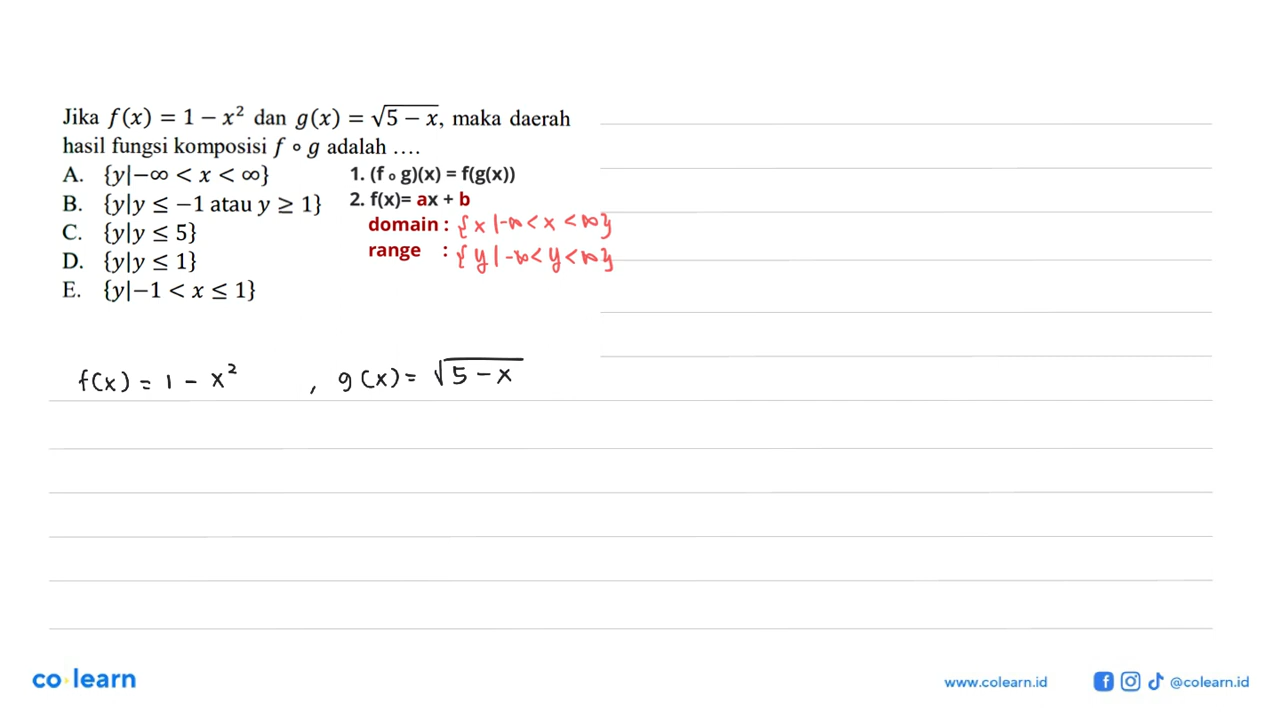 Jika f(x) = 1 − x² dan g(x) = √(5 − x), maka daerah
hasil fungsi komposisi f ∘ g adalah ....
A. {y|−∞ < x < ∞}
B. {y|y ≤ −1 atau y ≥ 1}
C. {y|y ≤ 5}
D. {y|y ≤ 1}
E. {y|−1 < x ≤ 1}
1. (f ∘ g)(x) = f(g(x))
2. f(x)= ax + b
domain : {x | -∞ < x < ∞}
range : {y | -∞ < y < ∞}
f(x) = 1 − x² , g(x) = √(5 − x)
co learn
www.colearn.id
@colearn.id